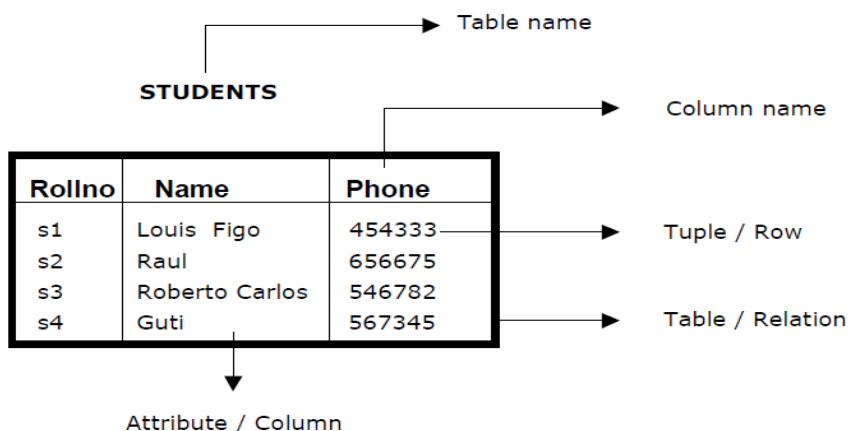 Table name
STUDENTS
Column name
Rollno Name Phone
s1 Louis Figo 454333
Tuple / Row
s2 Raul 656675
s3 Roberto Carlos 546782
s4 Guti 567345
Table / Relation
Attribute / Column